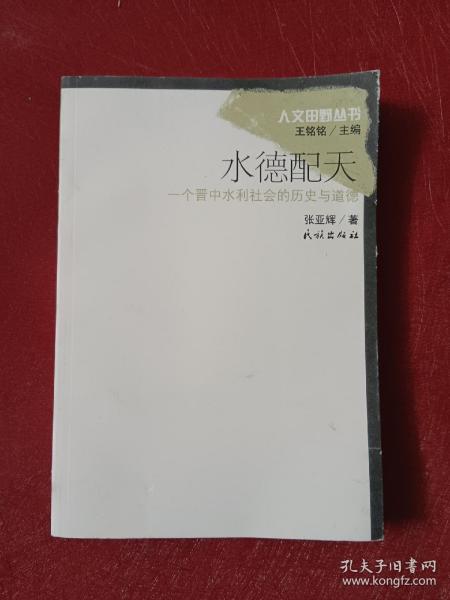 人文田野丛书
王铭铭/主编
水德配天
一个晋中水利社会的历史与道德
张亚辉/著
民族出版社
孔夫子旧书网
www.kongfz.com